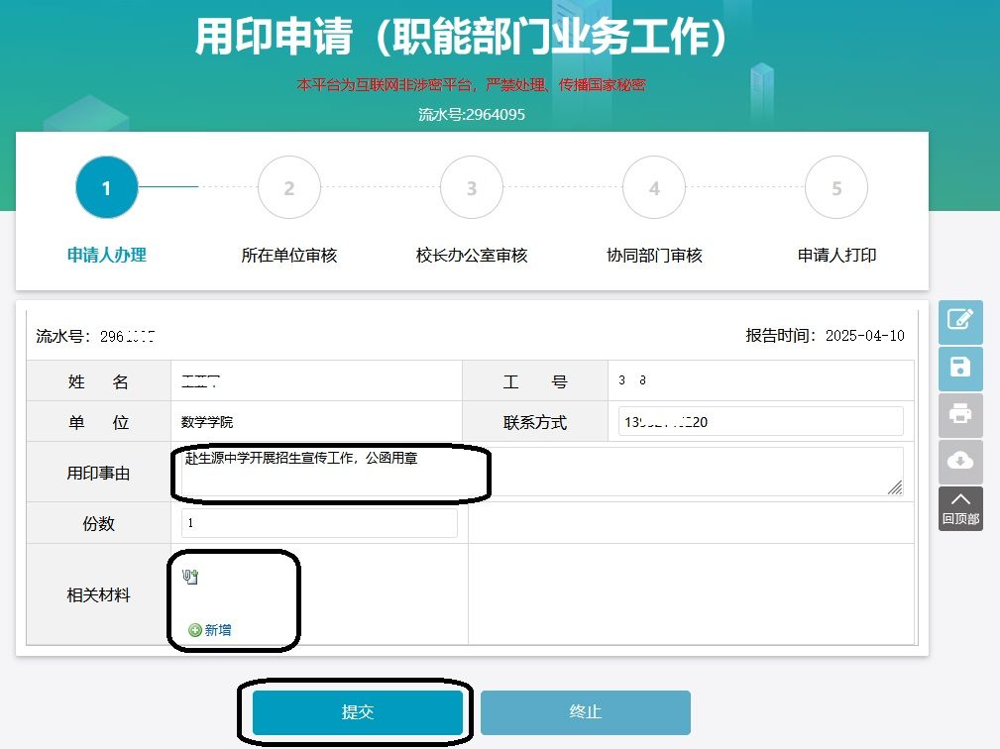 用印申请（职能部门业务工作）
本平台为互联网非涉密平台，严禁处理、传播国家秘密
流水号:2964095
1 2 3 4 5
申请人办理 所在单位审核 校长办公室审核 协同部门审核 申请人打印
流水号： 报告时间：2025-04-10
姓 名 工 号 3 8
单 位 数学学院 联系方式
用印事由 赴生源中学开展招生宣传工作，公函用章
份数 1
相关材料
新增
回顶部
提交 终止